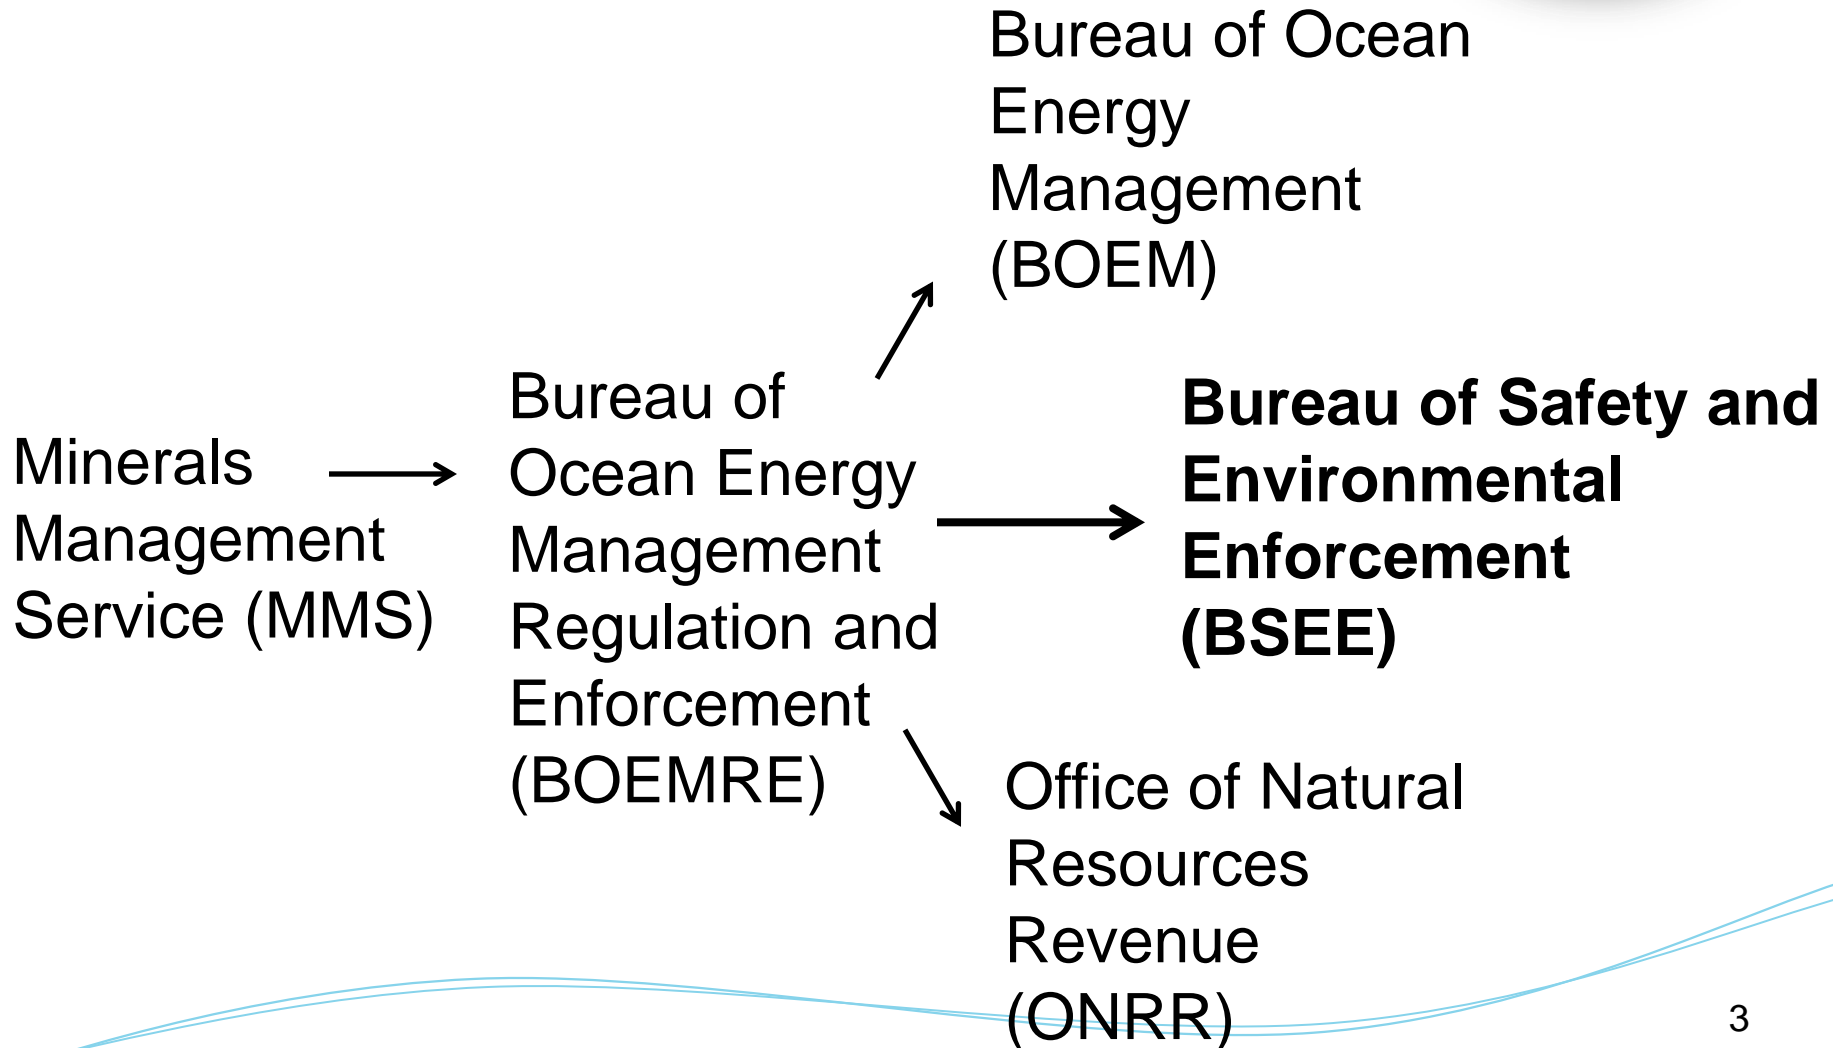 Bureau of Ocean
Energy
Management
(BOEM)
Minerals
Management
Service (MMS)
Bureau of
Ocean Energy
Management
Regulation and
Enforcement
(BOEMRE)
Bureau of Safety and
Environmental
Enforcement
(BSEE)
Office of Natural
Resources
Revenue
(ONRR)
3